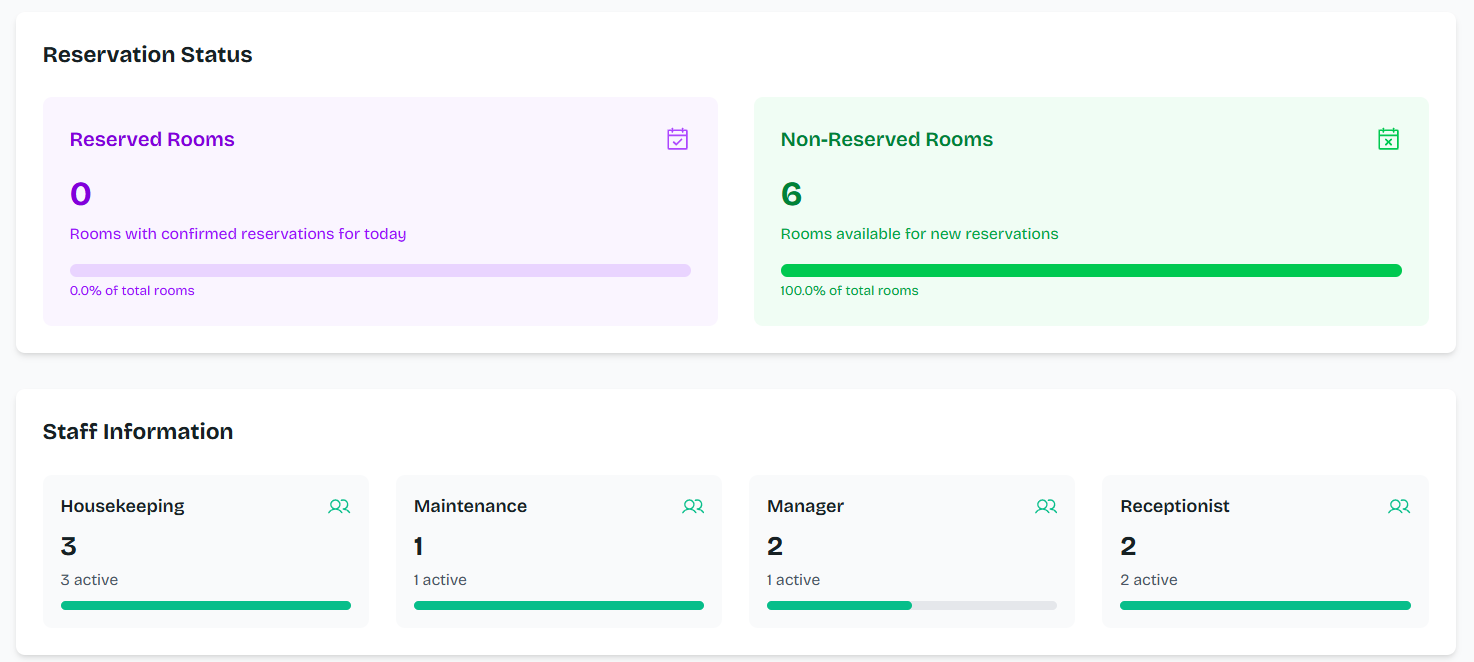 Reservation Status
Reserved Rooms
0
Rooms with confirmed reservations for today
0.0% of total rooms
Non-Reserved Rooms
6
Rooms available for new reservations
100.0% of total rooms
Staff Information
Housekeeping
3
3 active
Maintenance
1
1 active
Manager
2
1 active
Receptionist
2
2 active